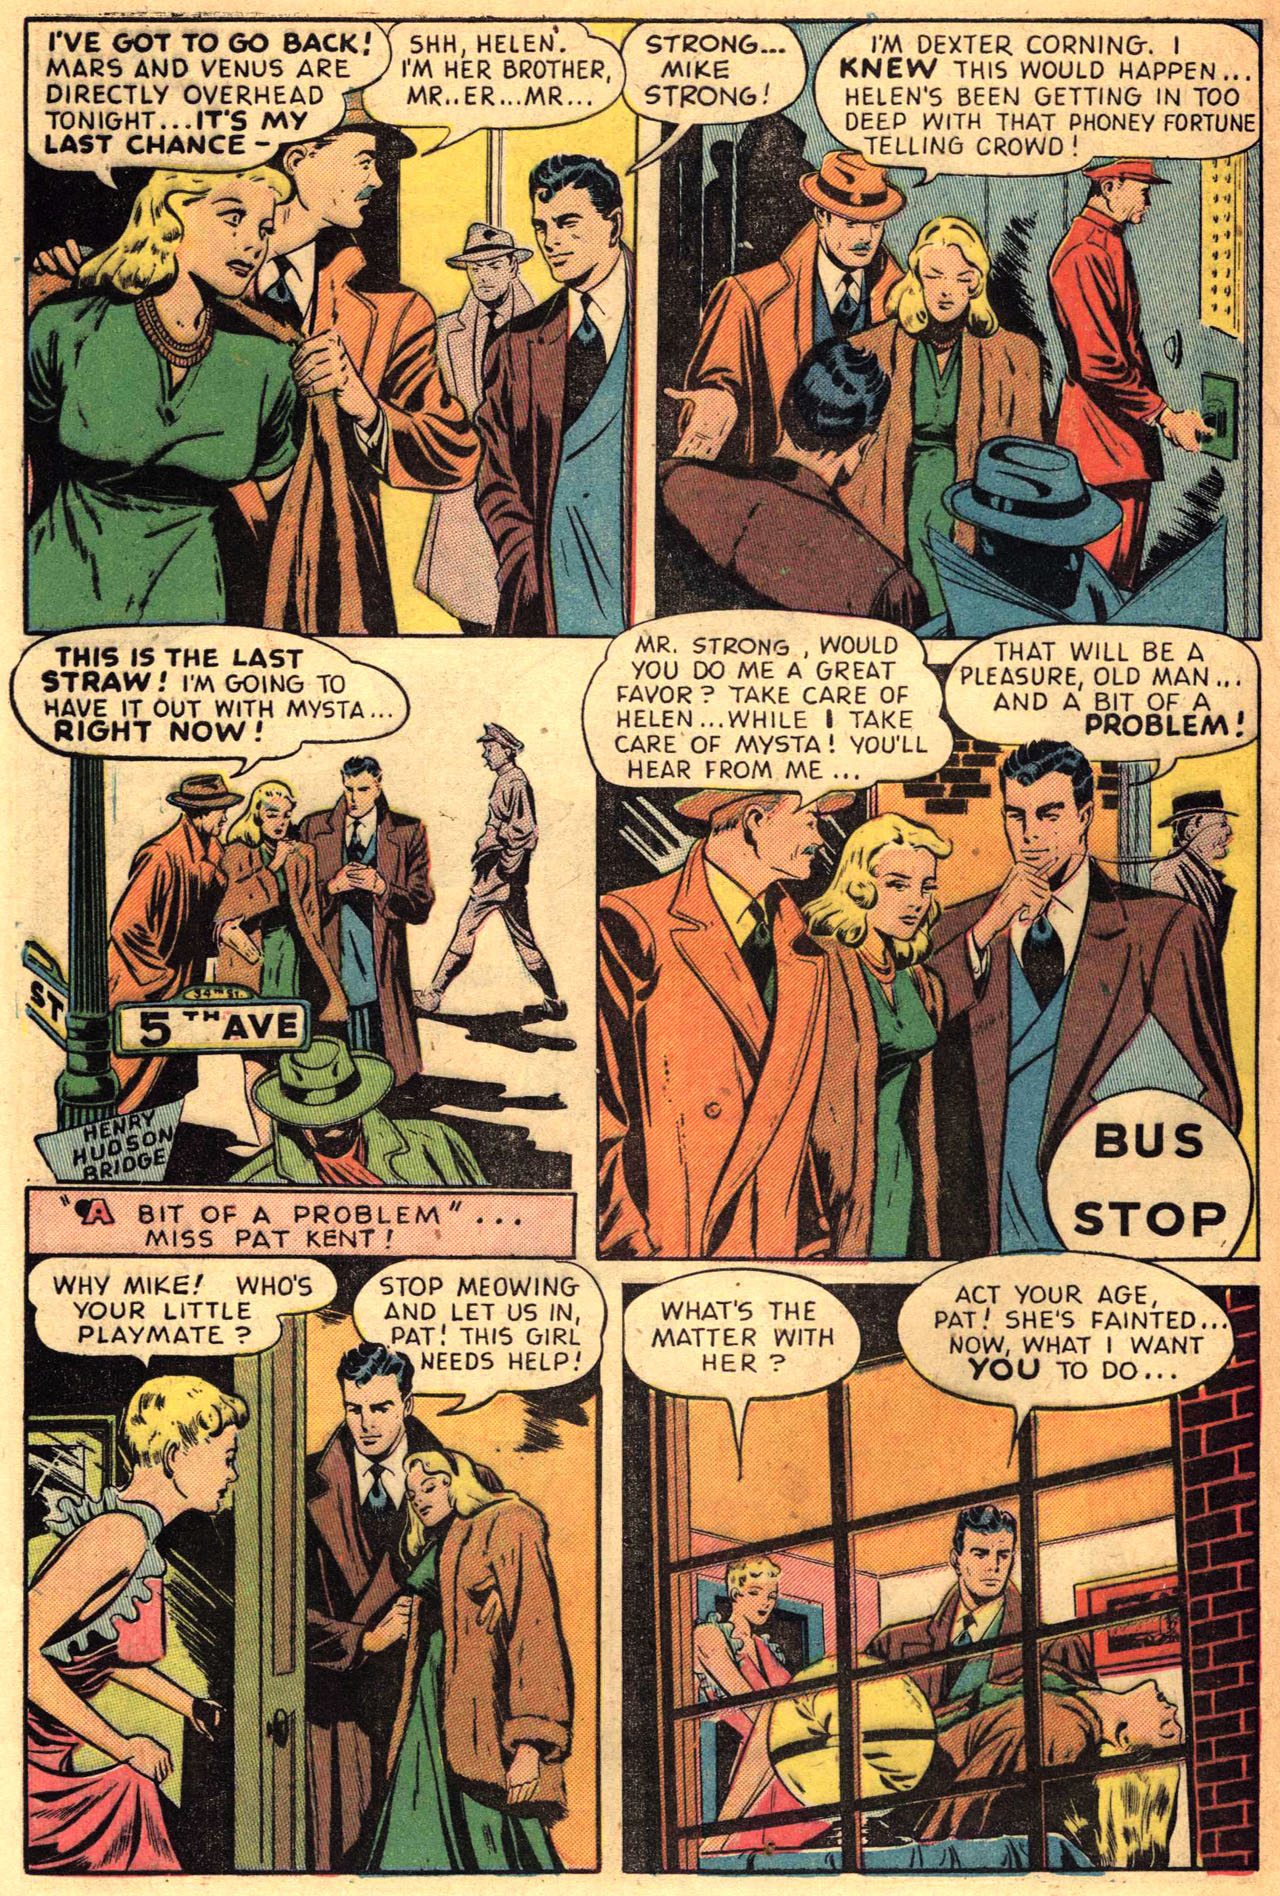 I'VE GOT TO GO BACK!
MARS AND VENUS ARE
DIRECTLY OVERHEAD
TONIGHT...IT'S MY
LAST CHANCE -
SHH, HELEN.
I'M HER BROTHER,
MR..ER...MR...
STRONG...
MIKE
STRONG!
I'M DEXTER CORNING. I
KNEW THIS WOULD HAPPEN...
HELEN'S BEEN GETTING IN TOO
DEEP WITH THAT PHONEY FORTUNE
TELLING CROWD!
THIS IS THE LAST
STRAW! I'M GOING TO
HAVE IT OUT WITH MYSTA...
RIGHT NOW!
34TH ST.
ST
5TH AVE
HENRY
HUDSON
BRIDGE
MR. STRONG, WOULD
YOU DO ME A GREAT
FAVOR? TAKE CARE OF
HELEN...WHILE I TAKE
CARE OF MYSTA! YOU'LL
HEAR FROM ME...
THAT WILL BE A
PLEASURE, OLD MAN...
AND A BIT OF A
PROBLEM!
BUS
STOP
"A BIT OF A PROBLEM"...
MISS PAT KENT!
WHY MIKE! WHO'S
YOUR LITTLE
PLAYMATE?
STOP MEOWING
AND LET US IN,
PAT! THIS GIRL
NEEDS HELP!
WHAT'S THE
MATTER WITH
HER?
ACT YOUR AGE,
PAT! SHE'S FAINTED...
NOW, WHAT I WANT
YOU TO DO...